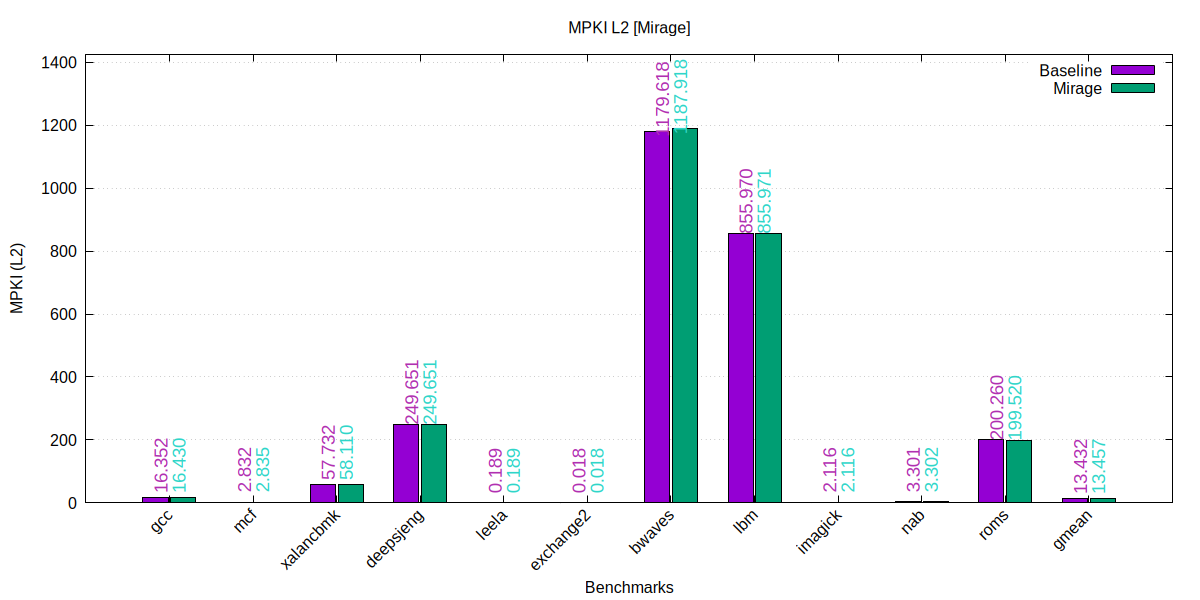 MPKI L2 [Mirage]
Baseline
Mirage
MPKI (L2)
1400
1200
1000
800
600
400
200
0
16.352
16.430
2.832
2.835
57.732
58.110
249.651
249.651
0.189
0.189
0.018
0.018
1179.618
1187.918
855.970
855.971
2.116
2.116
3.301
3.302
200.260
199.520
13.432
13.457
gcc
mcf
xalancbmk
deepsjeng
leela
exchange2
bwaves
lbm
imagick
nab
roms
gmean
Benchmarks